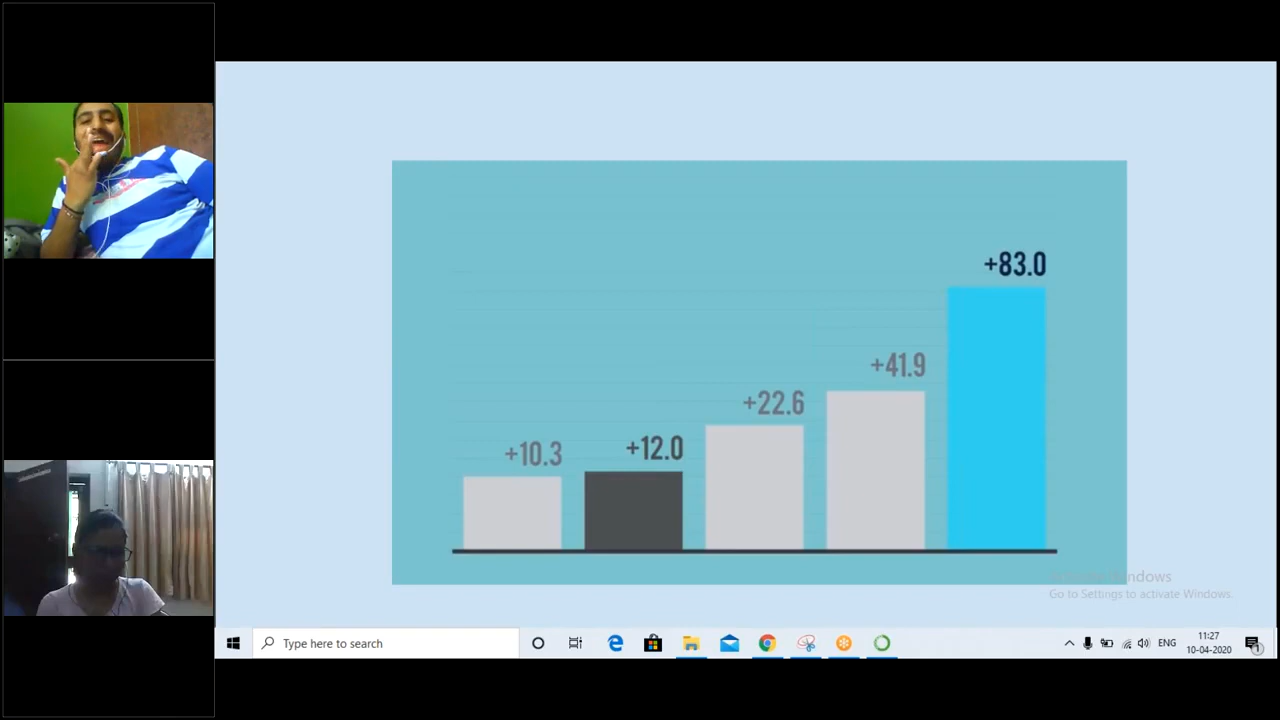 +83.0
+41.9
+22.6
+12.0
+10.3
Go to Settings to activate Windows.
Type here to search
ENG
11:27
10-04-2020
1